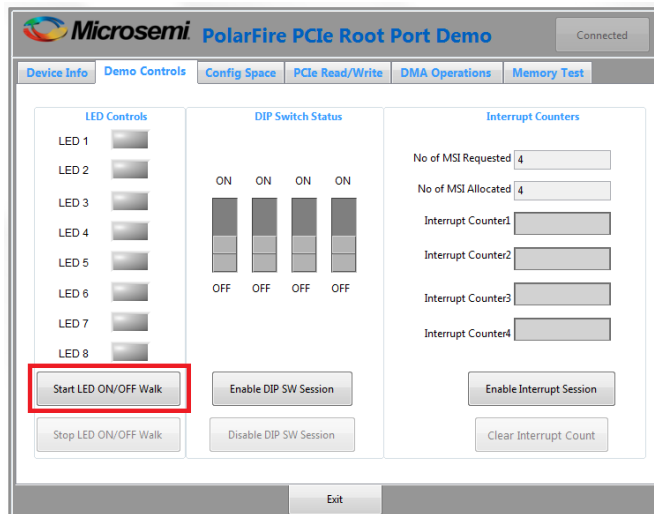 Microsemi. PolarFire PCIe Root Port Demo Connected
Device Info Demo Controls Config Space PCIe Read/Write DMA Operations Memory Test
LED Controls
LED 1
LED 2
LED 3
LED 4
LED 5
LED 6
LED 7
LED 8
Start LED ON/OFF Walk
Stop LED ON/OFF Walk
DIP Switch Status
ON ON ON ON
OFF OFF OFF OFF
Enable DIP SW Session
Disable DIP SW Session
Interrupt Counters
No of MSI Requested 4
No of MSI Allocated 4
Interrupt Counter1
Interrupt Counter2
Interrupt Counter3
Interrupt Counter4
Enable Interrupt Session
Clear Interrupt Count
Exit